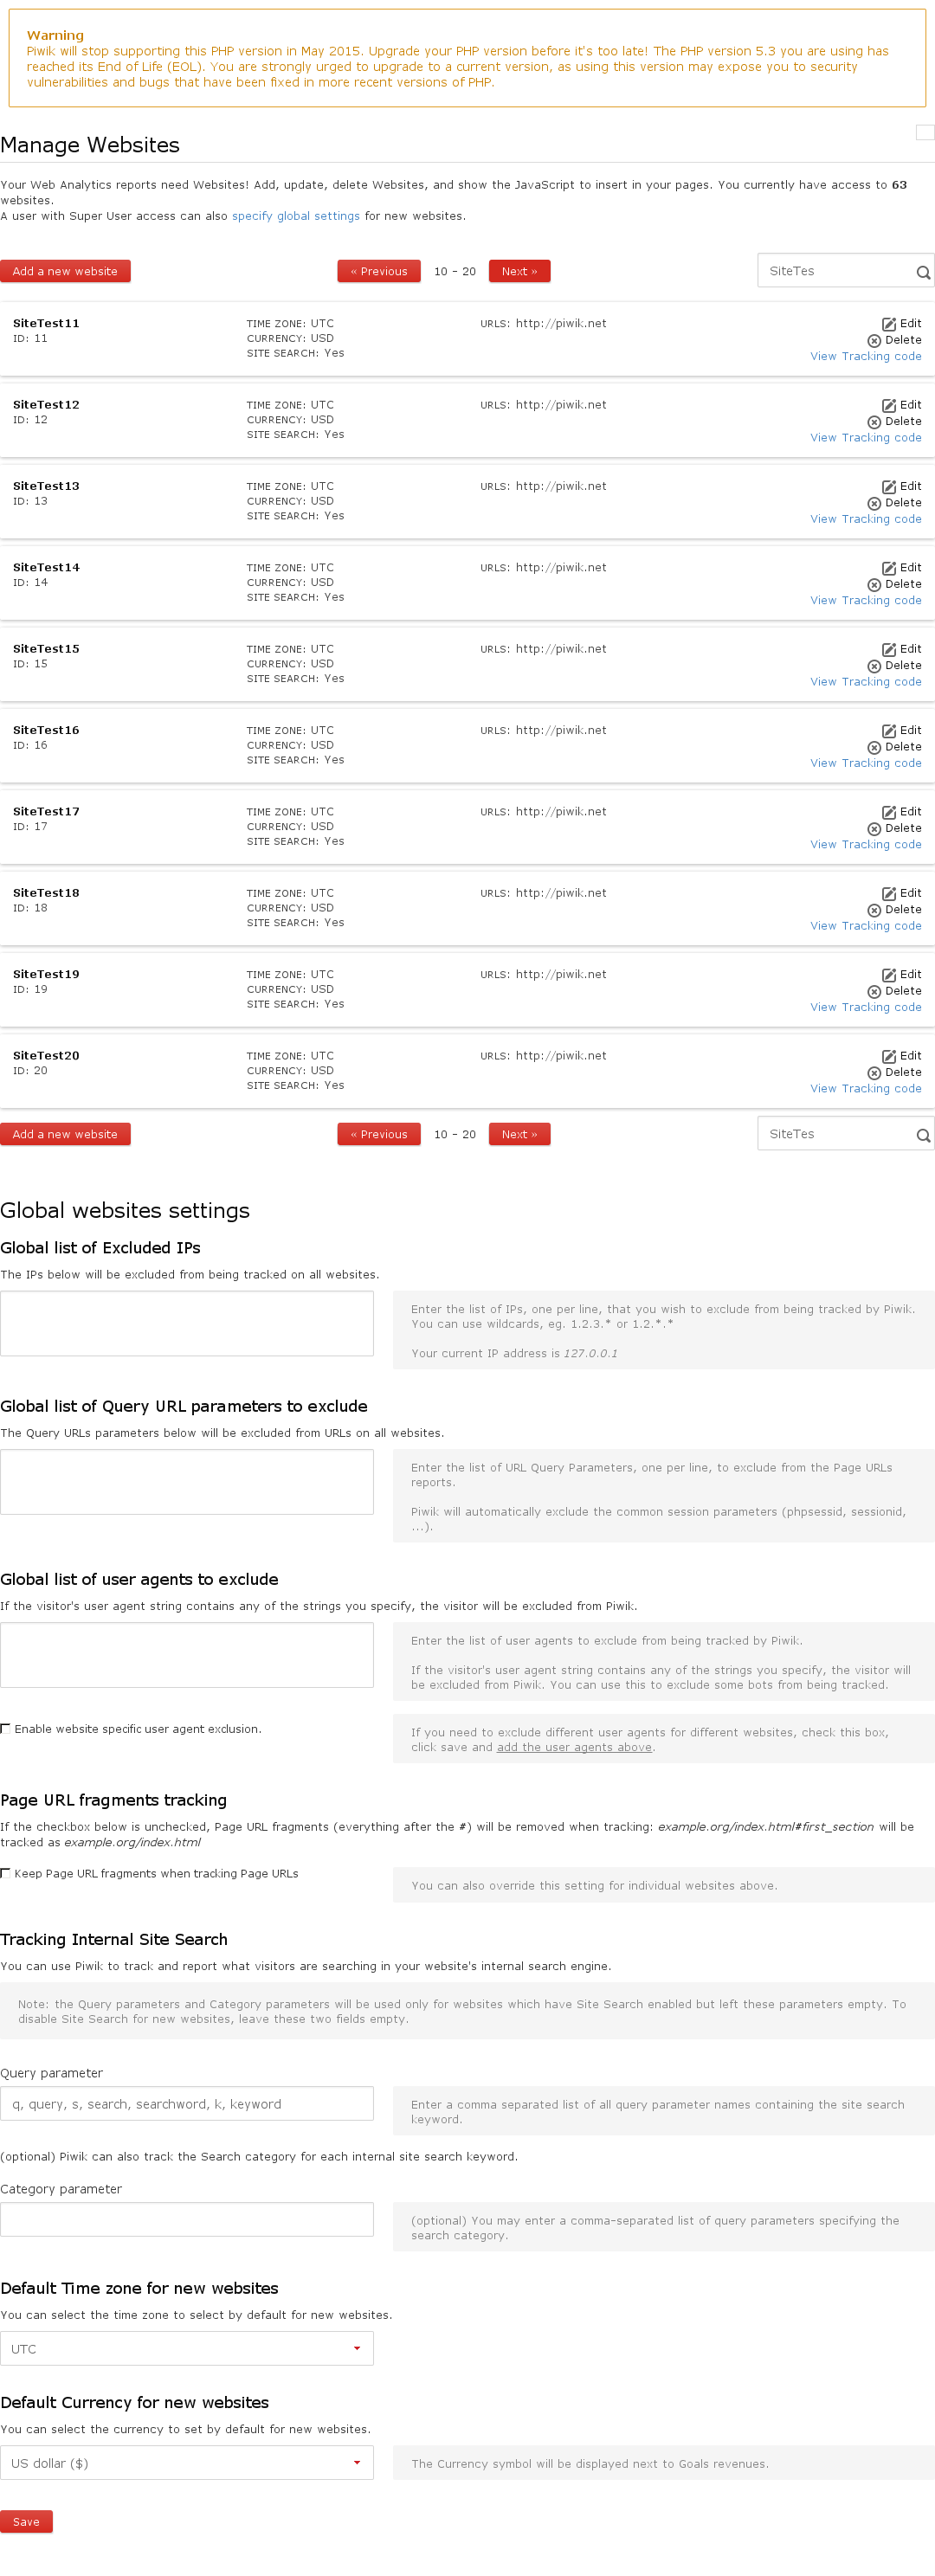 Warning
Piwik will stop supporting this PHP version in May 2015. Upgrade your PHP version before it's too late! The PHP version 5.3 you are using has
reached its End of Life (EOL). You are strongly urged to upgrade to a current version, as using this version may expose you to security
vulnerabilities and bugs that have been fixed in more recent versions of PHP.
Manage Websites
Your Web Analytics reports need Websites! Add, update, delete Websites, and show the JavaScript to insert in your pages. You currently have access to 63
websites.
A user with Super User access can also specify global settings for new websites.
Add a new website « Previous 10 - 20 Next » SiteTes
SiteTest11 TIME ZONE: UTC URLS: http://piwik.net Edit
ID: 11 CURRENCY: USD Delete
SITE SEARCH: Yes View Tracking code
SiteTest12 TIME ZONE: UTC URLS: http://piwik.net Edit
ID: 12 CURRENCY: USD Delete
SITE SEARCH: Yes View Tracking code
SiteTest13 TIME ZONE: UTC URLS: http://piwik.net Edit
ID: 13 CURRENCY: USD Delete
SITE SEARCH: Yes View Tracking code
SiteTest14 TIME ZONE: UTC URLS: http://piwik.net Edit
ID: 14 CURRENCY: USD Delete
SITE SEARCH: Yes View Tracking code
SiteTest15 TIME ZONE: UTC URLS: http://piwik.net Edit
ID: 15 CURRENCY: USD Delete
SITE SEARCH: Yes View Tracking code
SiteTest16 TIME ZONE: UTC URLS: http://piwik.net Edit
ID: 16 CURRENCY: USD Delete
SITE SEARCH: Yes View Tracking code
SiteTest17 TIME ZONE: UTC URLS: http://piwik.net Edit
ID: 17 CURRENCY: USD Delete
SITE SEARCH: Yes View Tracking code
SiteTest18 TIME ZONE: UTC URLS: http://piwik.net Edit
ID: 18 CURRENCY: USD Delete
SITE SEARCH: Yes View Tracking code
SiteTest19 TIME ZONE: UTC URLS: http://piwik.net Edit
ID: 19 CURRENCY: USD Delete
SITE SEARCH: Yes View Tracking code
SiteTest20 TIME ZONE: UTC URLS: http://piwik.net Edit
ID: 20 CURRENCY: USD Delete
SITE SEARCH: Yes View Tracking code
Add a new website « Previous 10 - 20 Next » SiteTes
Global websites settings
Global list of Excluded IPs
The IPs below will be excluded from being tracked on all websites.
Enter the list of IPs, one per line, that you wish to exclude from being tracked by Piwik.
You can use wildcards, eg. 1.2.3.* or 1.2.*.*
Your current IP address is 127.0.0.1
Global list of Query URL parameters to exclude
The Query URLs parameters below will be excluded from URLs on all websites.
Enter the list of URL Query Parameters, one per line, to exclude from the Page URLs
reports.
Piwik will automatically exclude the common session parameters (phpsessid, sessionid,
...).
Global list of user agents to exclude
If the visitor's user agent string contains any of the strings you specify, the visitor will be excluded from Piwik.
Enter the list of user agents to exclude from being tracked by Piwik.
If the visitor's user agent string contains any of the strings you specify, the visitor will
be excluded from Piwik. You can use this to exclude some bots from being tracked.
Enable website specific user agent exclusion.
If you need to exclude different user agents for different websites, check this box,
click save and add the user agents above.
Page URL fragments tracking
If the checkbox below is unchecked, Page URL fragments (everything after the #) will be removed when tracking: example.org/index.html#first_section will be
tracked as example.org/index.html
Keep Page URL fragments when tracking Page URLs
You can also override this setting for individual websites above.
Tracking Internal Site Search
You can use Piwik to track and report what visitors are searching in your website's internal search engine.
Note: the Query parameters and Category parameters will be used only for websites which have Site Search enabled but left these parameters empty. To
disable Site Search for new websites, leave these two fields empty.
Query parameter
q, query, s, search, searchword, k, keyword
Enter a comma separated list of all query parameter names containing the site search
keyword.
(optional) Piwik can also track the Search category for each internal site search keyword.
Category parameter
(optional) You may enter a comma-separated list of query parameters specifying the
search category.
Default Time zone for new websites
You can select the time zone to select by default for new websites.
UTC
Default Currency for new websites
You can select the currency to set by default for new websites.
US dollar ($)
The Currency symbol will be displayed next to Goals revenues.
Save